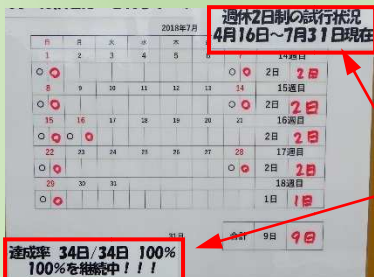 週休2日制の試行状況
4月16日～7月31日現在
2018年7月
日 月 火 水 木
1 2 3 4 5 14週目
○ ○ ○ ○ 2日 2日
15週目
8 9 10 11 12 13 14
○ ○ ○ ○ 2日 2日
16週目
15 16 17 18 19 20 21
○ ○ ○ ○ 2日 2日
17週目
22 23 24 25 26 27 28
○ ○ ○ ○ 2日 2日
18週目
29 30 31
○ ○ 1日 1日
31日 合計 9日 9日
達成率 34日/34日 100%
100%を継続中！！！